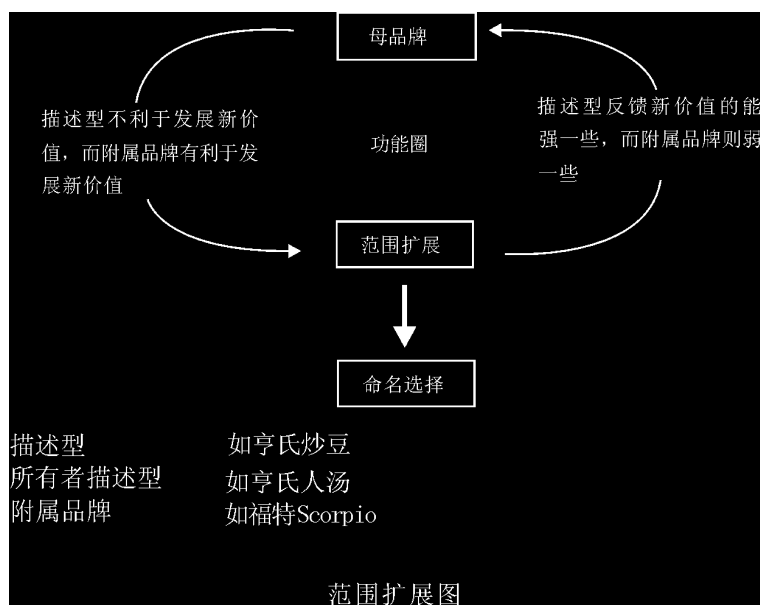 母品牌
描述型不利于发展新价
值，而附属品牌有利于发
展新价值
功能圈
描述型反馈新价值的能
强一些，而附属品牌则弱
一些
范围扩展
命名选择
描述型 如亨氏炒豆
所有者描述型 如亨氏人汤
附属品牌 如福特Scorpio
范围扩展图